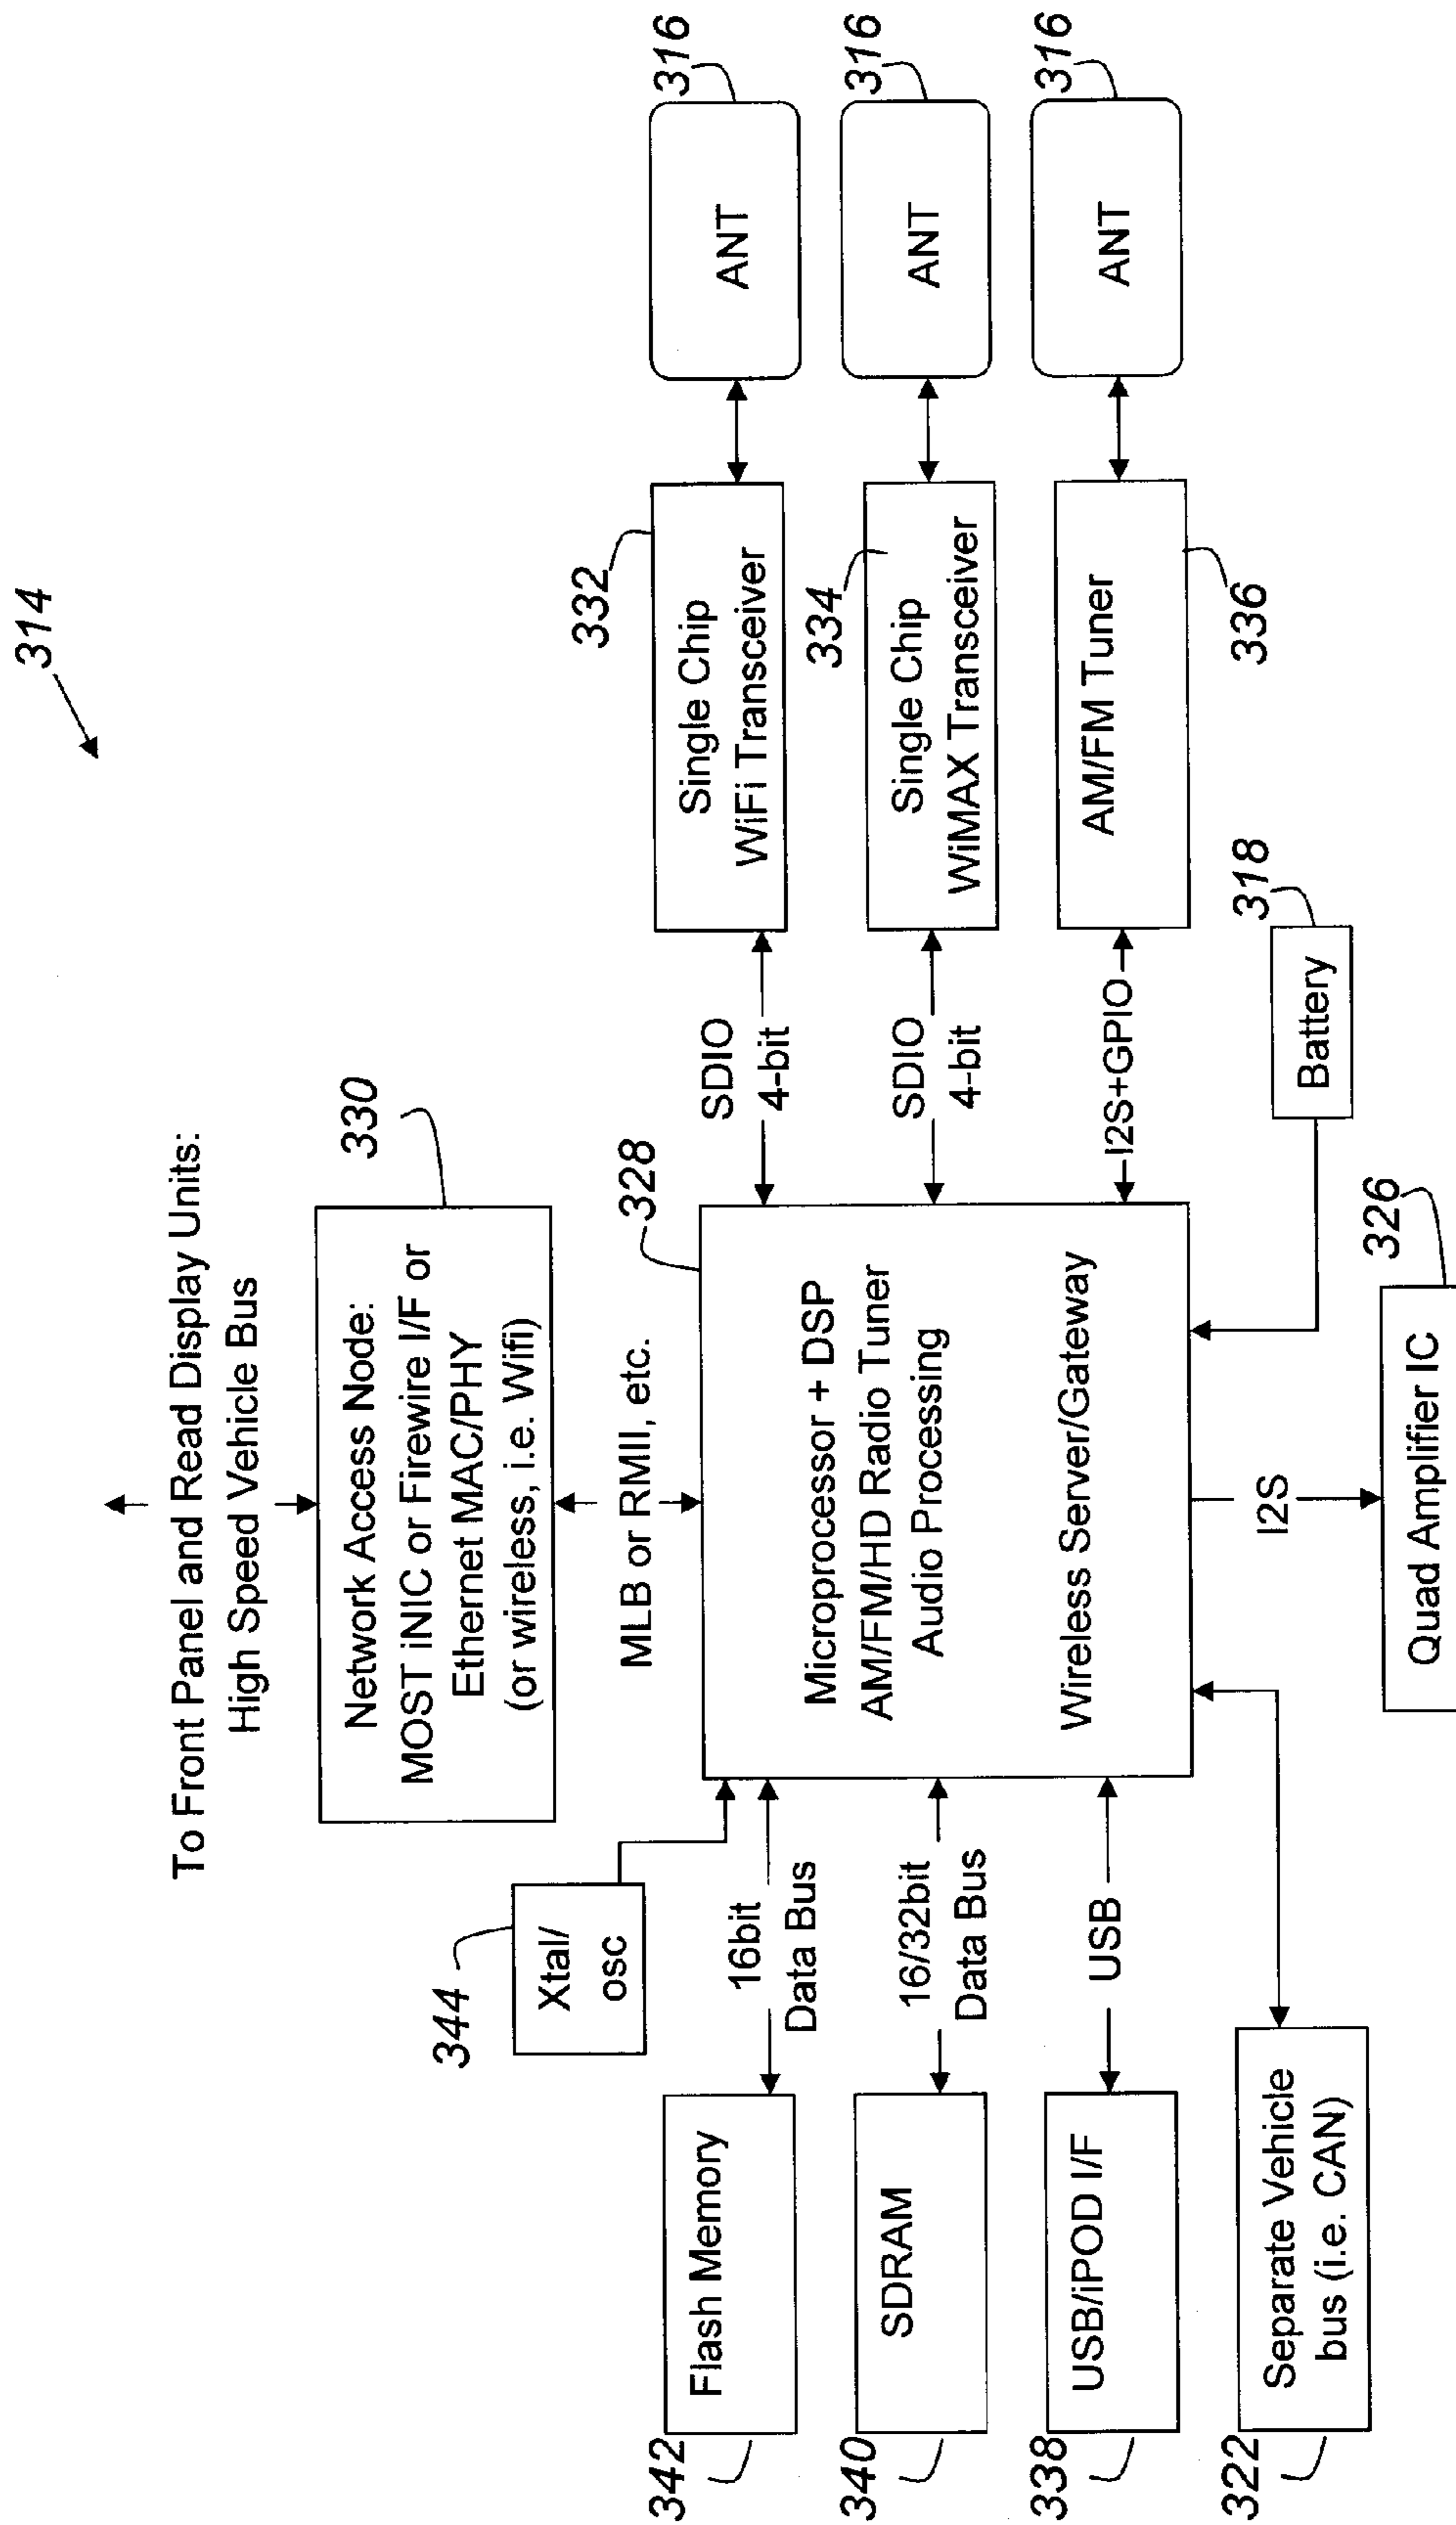 314
To Front Panel and Read Display Units:
High Speed Vehicle Bus
330
Network Access Node:
MOST iNIC or Firewire I/F or
Ethernet MAC/PHY
(or wireless, i.e. Wifi)
MLB or RMII, etc.
344
Xtal/
osc
328
Microprocessor + DSP
AM/FM/HD Radio Tuner
Audio Processing
Wireless Server/Gateway
342
Flash Memory
16bit
Data Bus
340
SDRAM
16/32bit
Data Bus
338
USB/iPOD I/F
USB
322
Separate Vehicle
bus (i.e. CAN)
SDIO
4-bit
332
Single Chip
WiFi Transceiver
ANT
316
SDIO
4-bit
334
Single Chip
WiMAX Transceiver
ANT
316
I2S+GPIO
AM/FM Tuner
336
ANT
316
318
Battery
I2S
326
Quad Amplifier IC